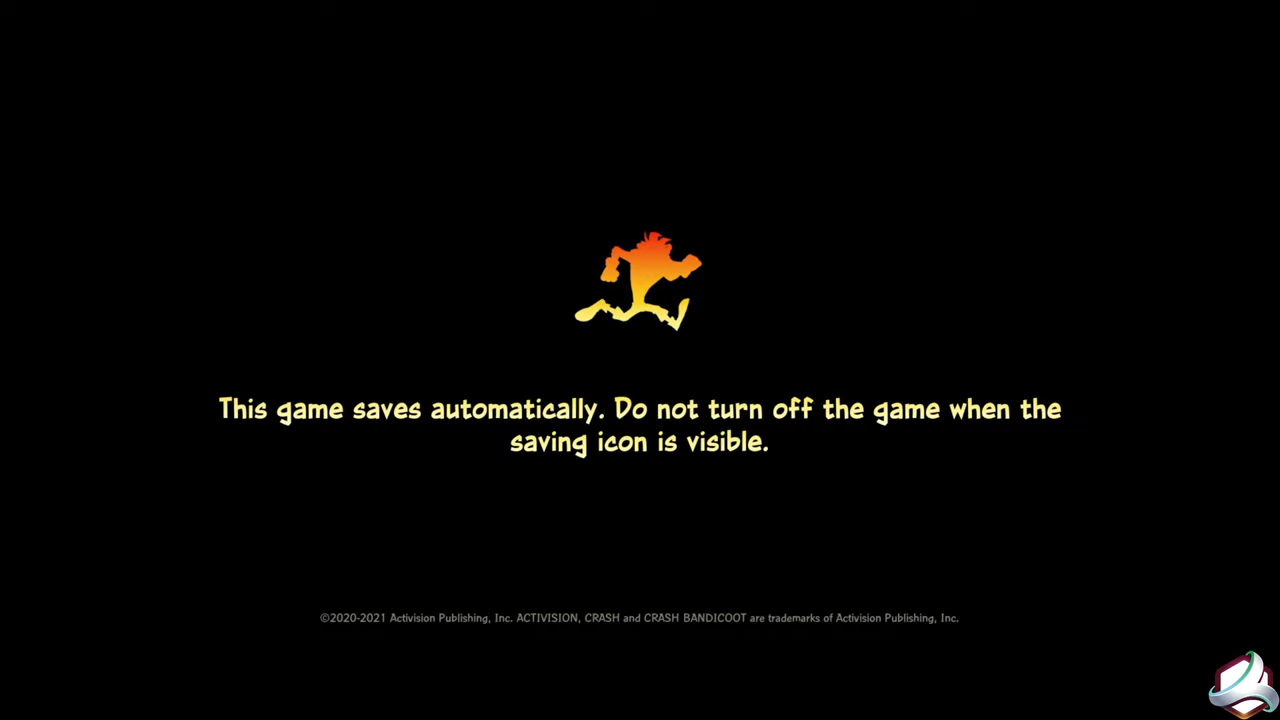 This game saves automatically. Do not turn off the game when the
saving icon is visible.
©2020-2021 Activision Publishing, Inc. ACTIVISION, CRASH and CRASH BANDICOOT are trademarks of Activision Publishing, Inc.